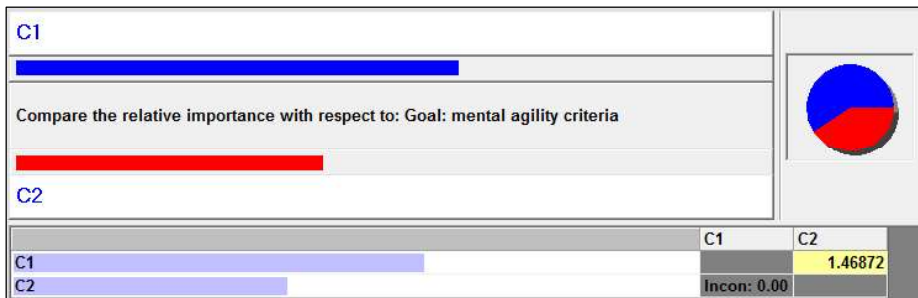 C1
Compare the relative importance with respect to: Goal: mental agility criteria
C2
C1 C2
C1 1.46872
C2 Incon: 0.00